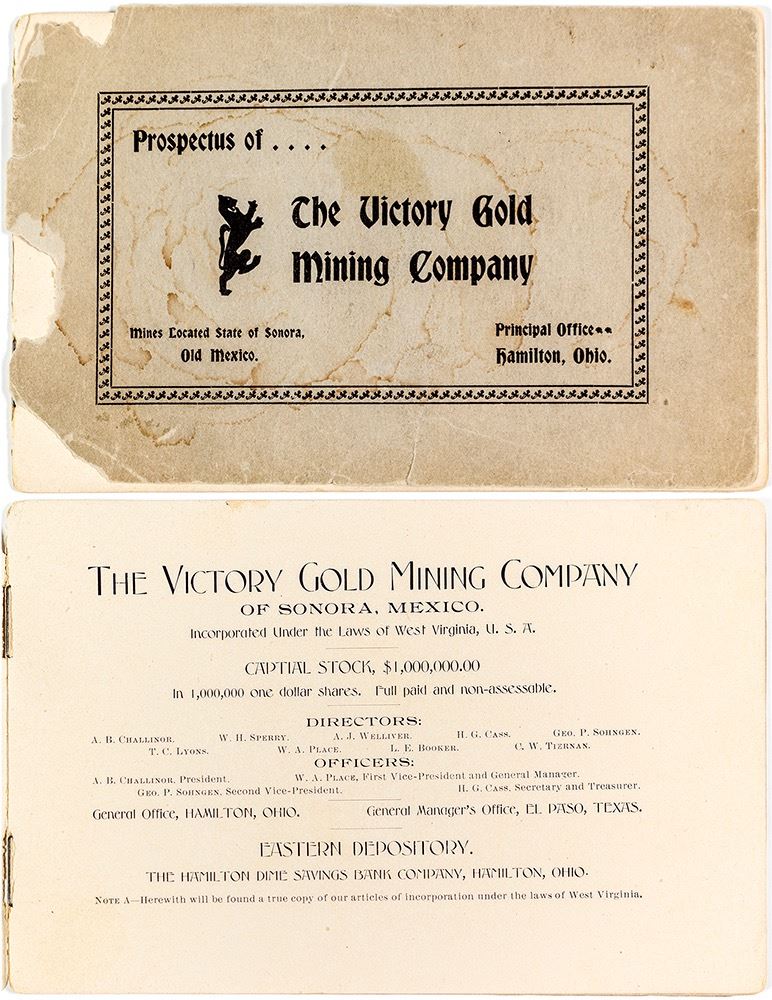 Prospectus of . . . .
The Victory Gold
Mining Company
Mines Located State of Sonora,
Old Mexico.
Principal Office
Hamilton, Ohio.
THE VICTORY GOLD MINING COMPANY
OF SONORA, MEXICO.
Incorporated Under the Laws of West Virginia, U. S. A.
CAPTIAL STOCK, $1,000,000.00
In 1,000,000 one dollar shares. Full paid and non-assessable.
DIRECTORS:
A. B. CHALLINOR. W. H. SPERRY. A. J. WELLIVER. H. G. CASS. GEO. P. SOHNGEN.
T. C. LYONS. W. A. PLACE. L. E. BOOKER. C. W. TIZRNAN.
OFFICERS:
A. B. CHALLINOR, President. W. A. PLACE, First Vice-President and General Manager.
GEO. P. SOHNGEN, Second Vice-President. H. G. CASS, Secretary and Treasurer.
General Office, HAMILTON, OHIO. General Manager's Office, EL PASO, TEXAS.
EASTERN DEPOSITORY.
THE HAMILTON DIME SAVINGS BANK COMPANY, HAMILTON, OHIO.
NOTE A—Herewith will be found a true copy of our articles of incorporation under the laws of West Virginia.